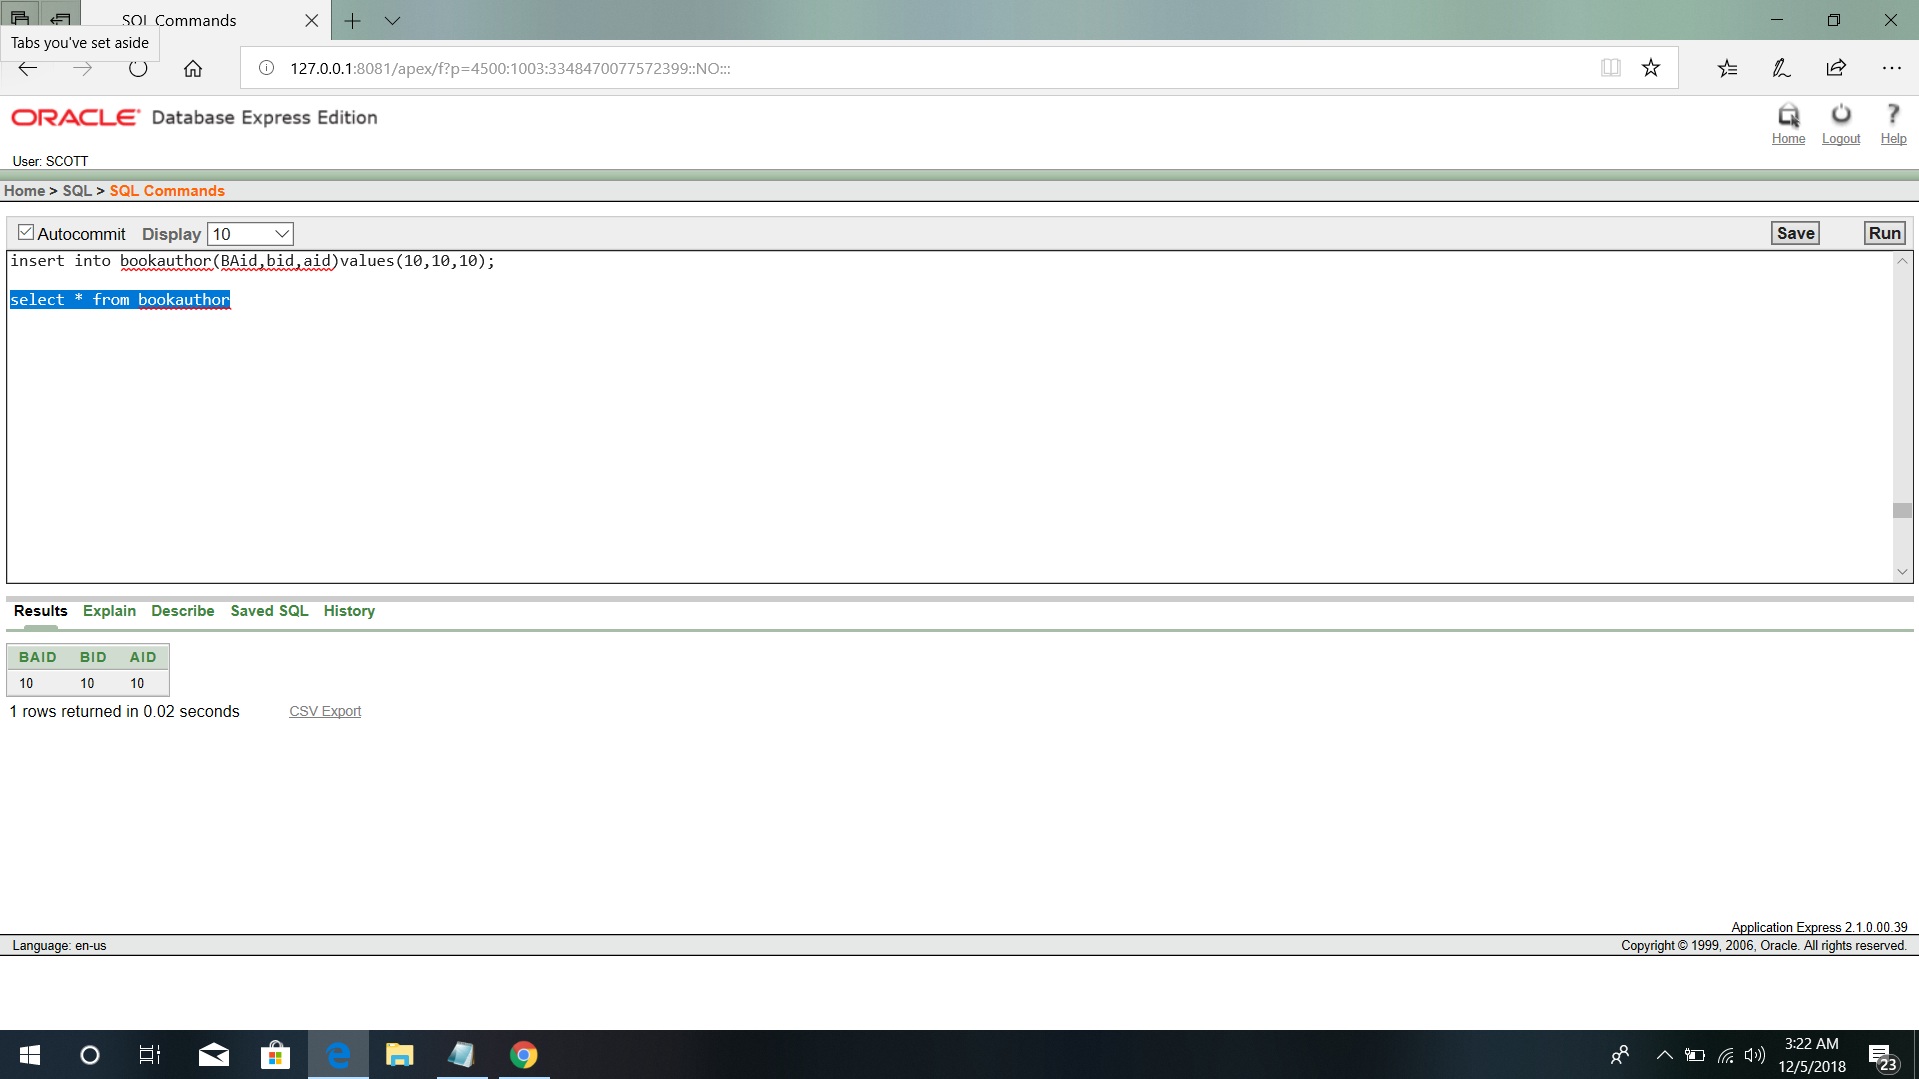 SQL Commands
Tabs you've set aside
127.0.0.1:8081/apex/f?p=4500:1003:3348470077572399::NO:::
ORACLE Database Express Edition
Home Logout Help
User: SCOTT
Home > SQL > SQL Commands
Autocommit Display 10 Save Run
insert into bookauthor(BAid,bid,aid)values(10,10,10);
select * from bookauthor
Results Explain Describe Saved SQL History
BAID BID AID
10 10 10
1 rows returned in 0.02 seconds CSV Export
Application Express 2.1.0.00.39
Language: en-us Copyright © 1999, 2006, Oracle. All rights reserved.
3:22 AM
12/5/2018
23